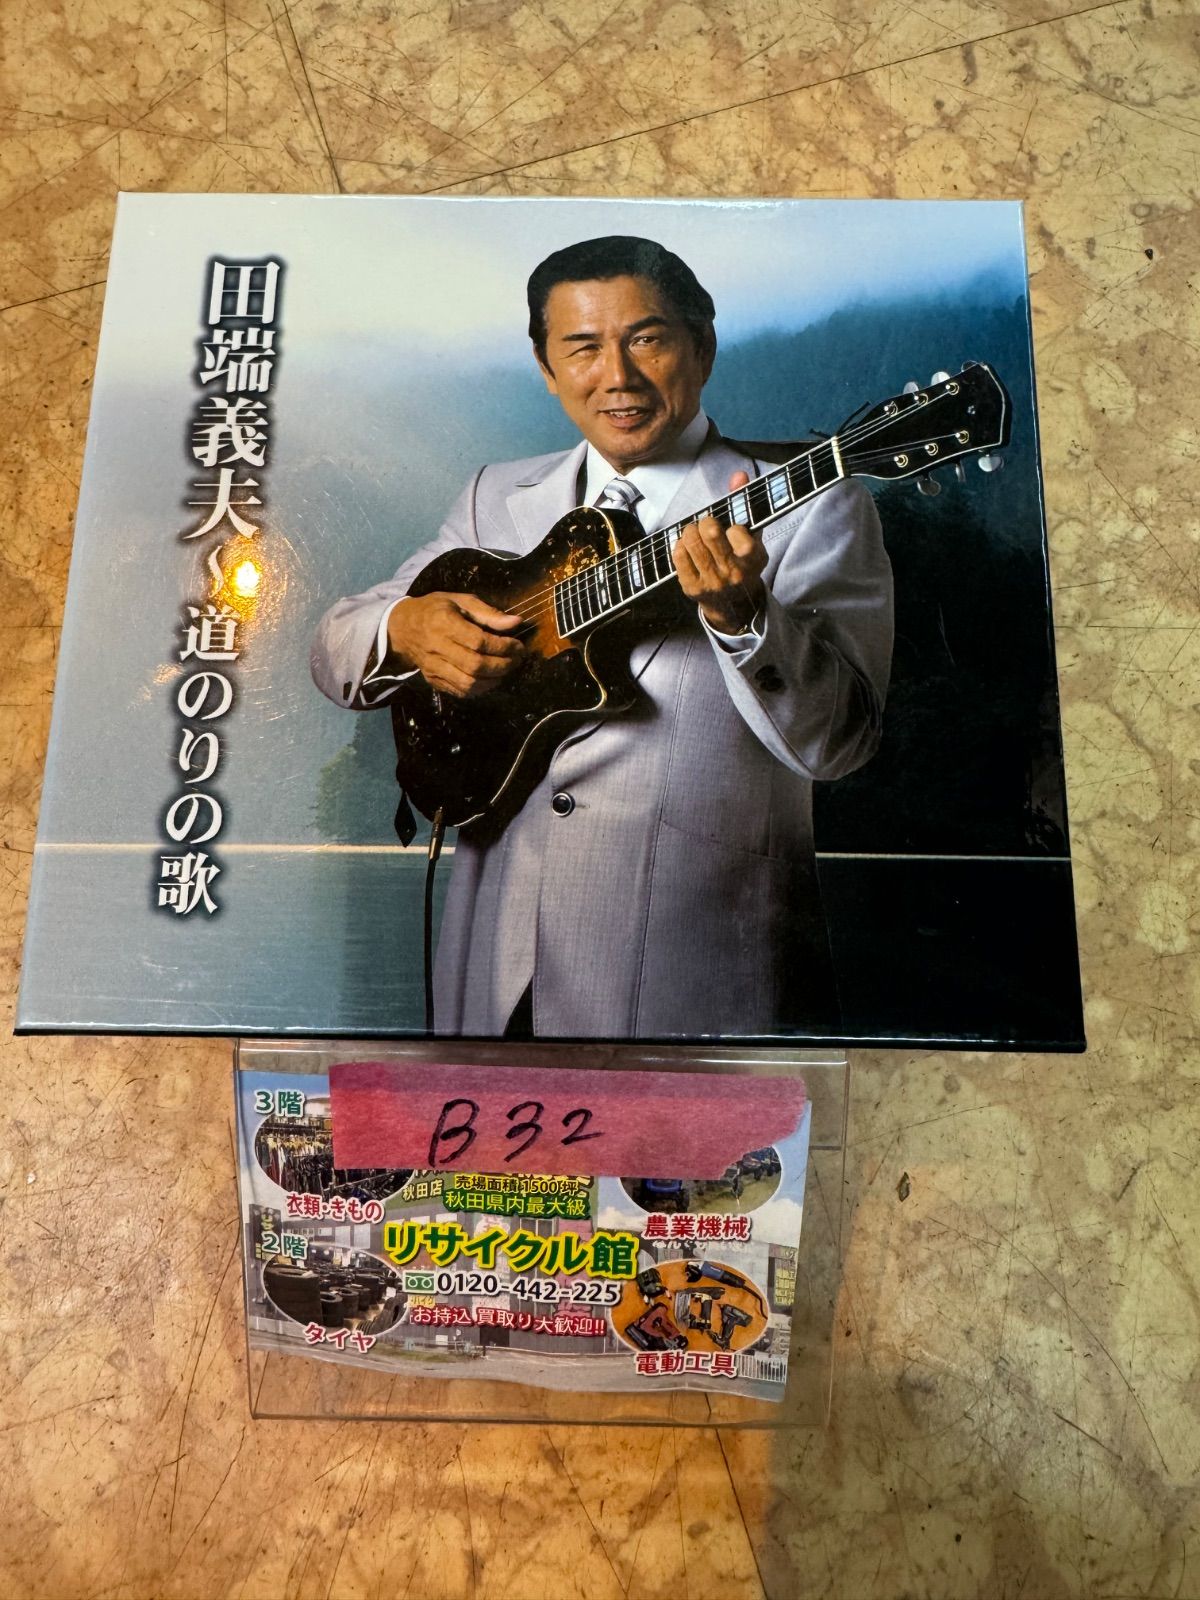 田端義夫~道のりの歌
B32
3階
衣類・きもの
2階
タイヤ
秋田店
売場面積1500坪
秋田県内最大級
リサイクル館
0120-442-225
お持込 買取り大歓迎!!
農業機械
電動工具